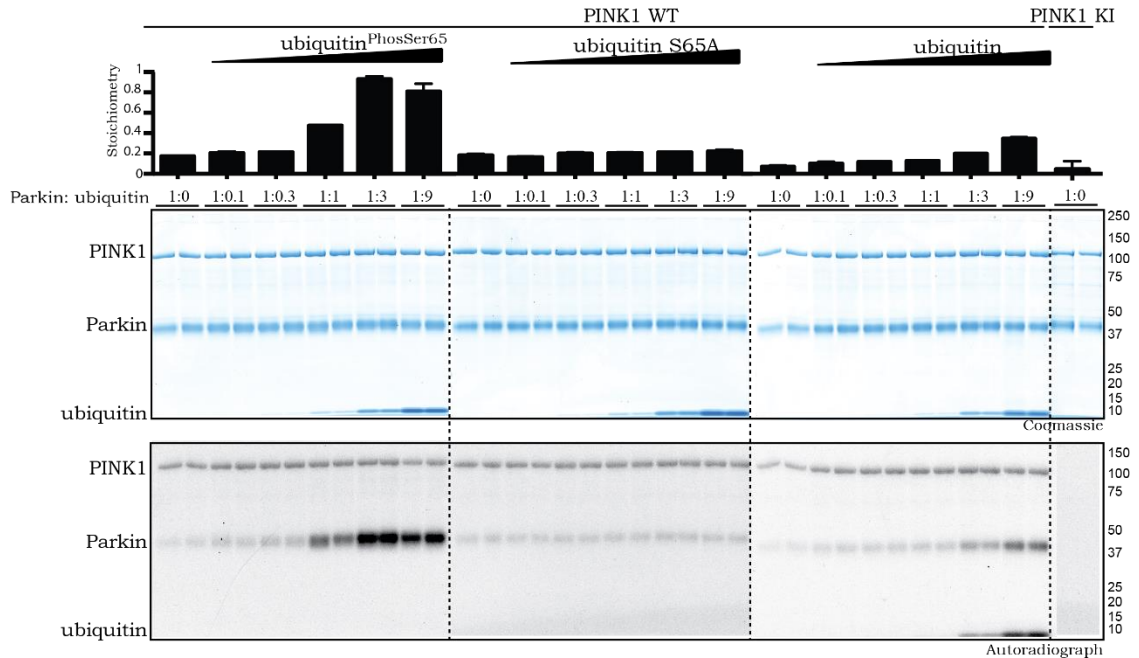 PINK1 WT PINK1 KI
ubiquitin^PhosSer65 ubiquitin S65A ubiquitin
Stoichiometry
1
0.8
0.6
0.4
0.2
0
Parkin: ubiquitin 1:0 1:0.1 1:0.3 1:1 1:3 1:9 1:0 1:0.1 1:0.3 1:1 1:3 1:9 1:0 1:0.1 1:0.3 1:1 1:3 1:9 1:0
250
PINK1 150
100
75
50
Parkin 37
25
20
15
ubiquitin 10
Coomassie
150
PINK1 100
75
50
Parkin 37
25
20
15
ubiquitin 10
Autoradiograph